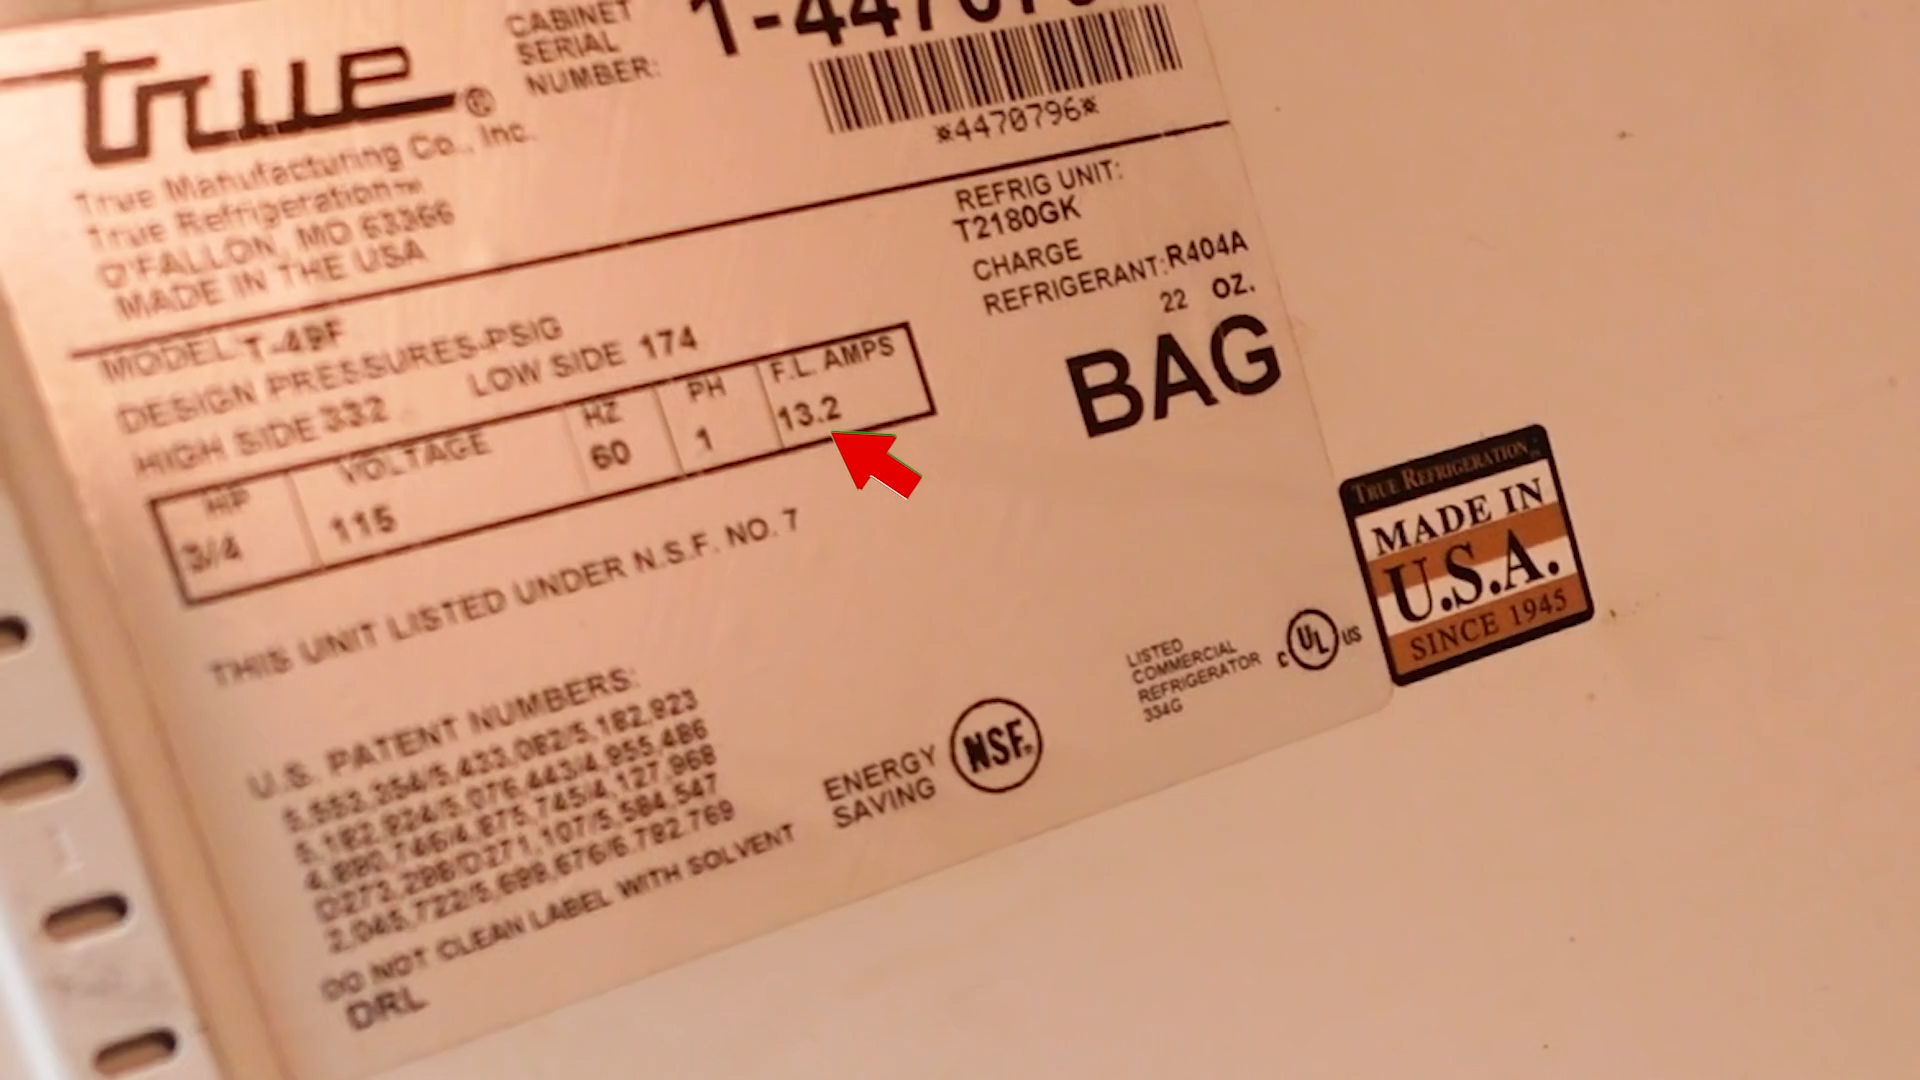 true®
CABINET
SERIAL
NUMBER:
*4470796*
True Manufacturing Co., Inc.
True Refrigeration™
O'FALLON, MO 63366
MADE IN THE USA
REFRIG UNIT:
T2180GK
CHARGE
REFRIGERANT: R404A
22 OZ.
BAG
MODEL T-49F
DESIGN PRESSURES-PSIG
HIGH SIDE 332 LOW SIDE 174
HP VOLTAGE HZ PH F.L. AMPS
3/4 115 60 1 13.2
THIS UNIT LISTED UNDER N.S.F. NO. 7
TRUE REFRIGERATION
MADE IN
U.S.A.
SINCE 1945
LISTED
COMMERCIAL
REFRIGERATOR
334G
C UL US
ENERGY
SAVING
NSF
U.S. PATENT NUMBERS:
DO NOT CLEAN LABEL WITH SOLVENT
DRL
1